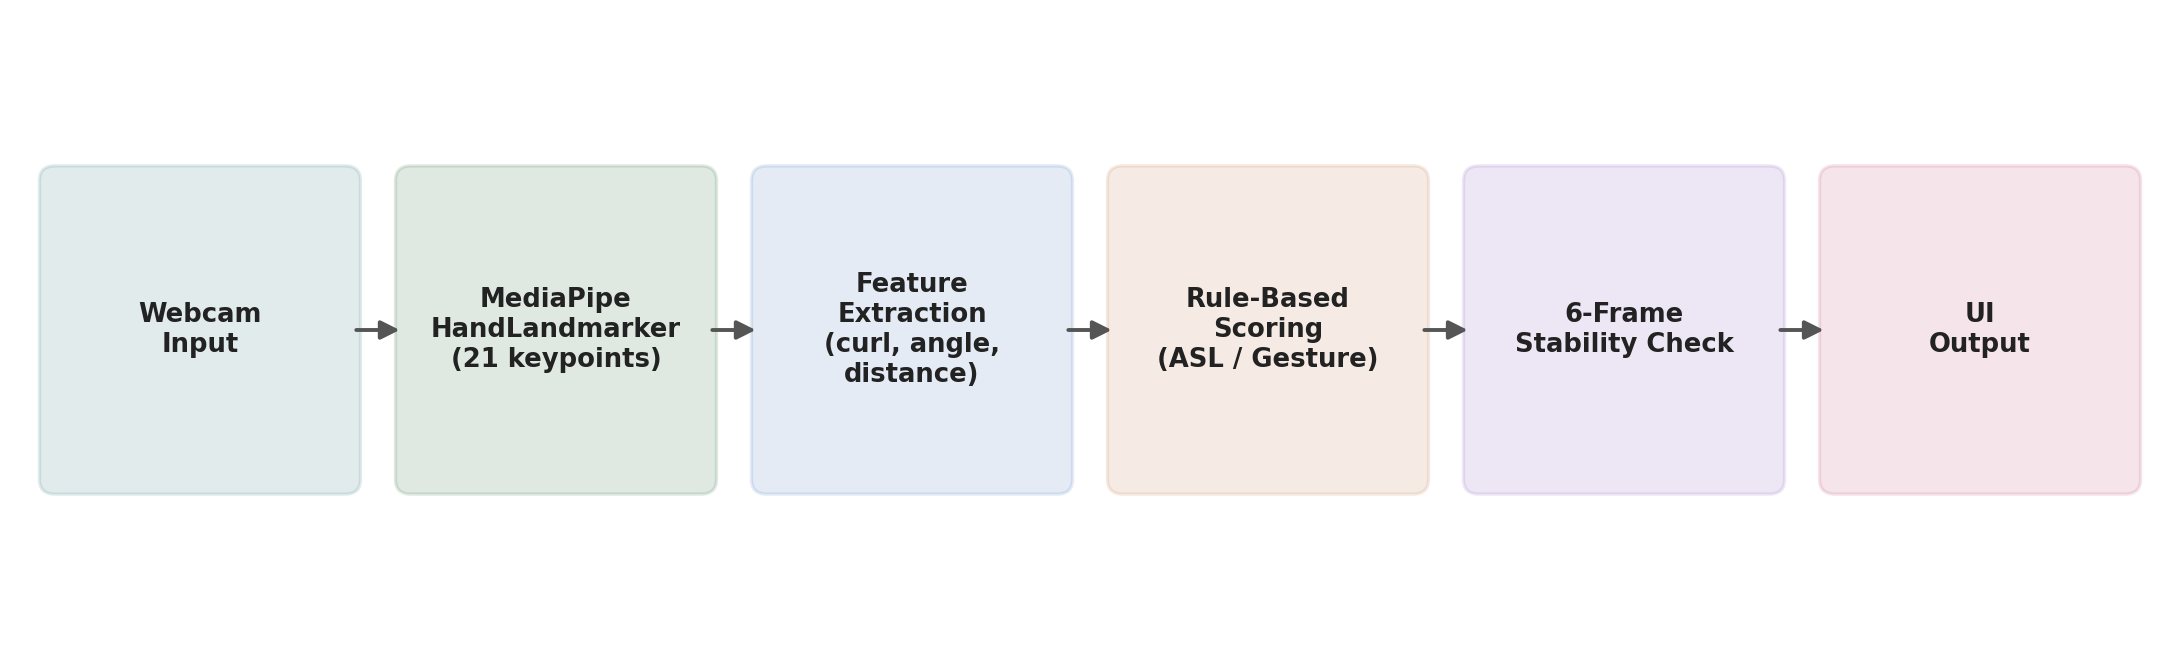 Webcam
Input
MediaPipe
HandLandmarker
(21 keypoints)
Feature
Extraction
(curl, angle,
distance)
Rule-Based
Scoring
(ASL / Gesture)
6-Frame
Stability Check
UI
Output